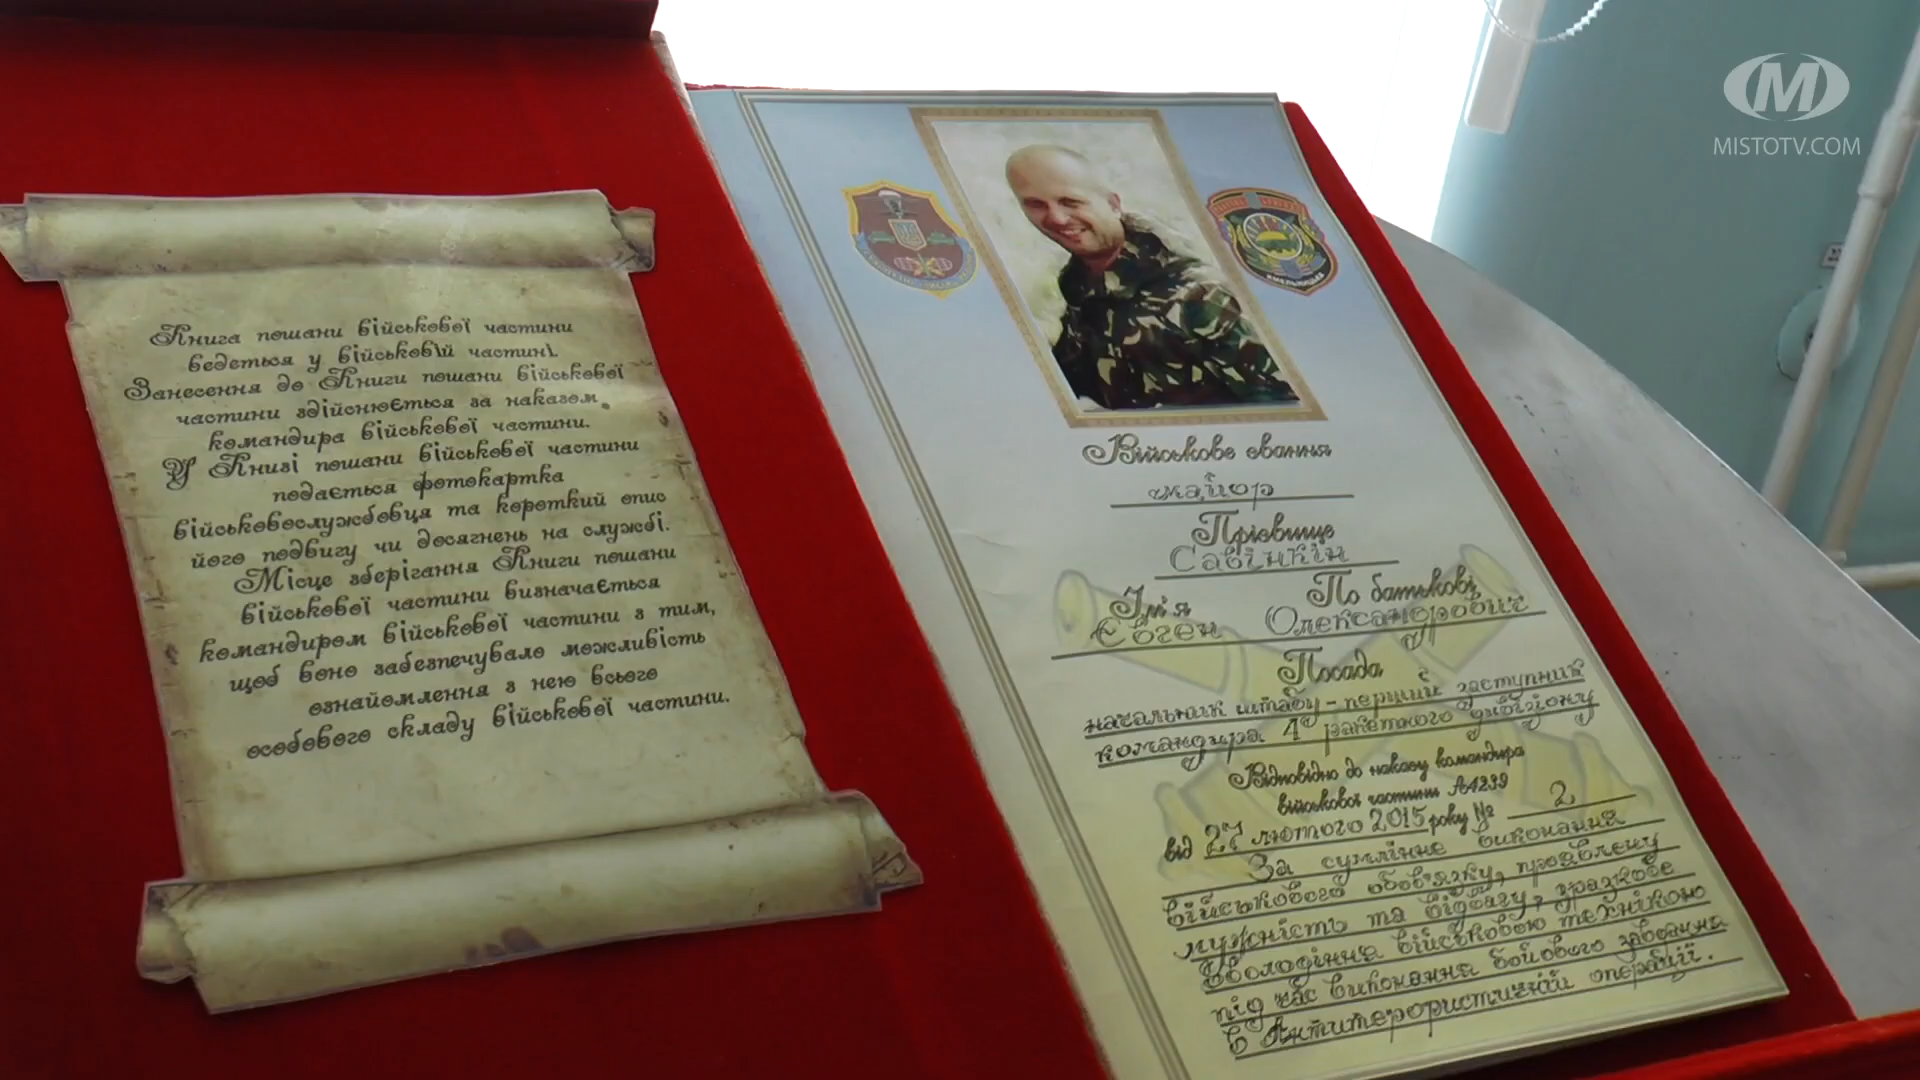 Книга пошани військової частини
ведеться у військовій частині.
Занесення до Книги пошани військової
частини здійснюється за наказом
командира військової частини.
У Книзі пошани військової частини
подається фотокартка
військовослужбовця та короткий опис
його подвигу чи досягнень на службі.
Місце зберігання Книги пошани
військової частини визначається
командиром військової частини з тим,
щоб воно забезпечувало можливість
ознайомлення з нею всього
особового складу військової частини.
Військове звання
майор
Прізвище
Савінкін
Ім'я По батькові
Євген Олександрович
Посада
начальник штабу - перший заступник
командира 4 ракетного дивізіону
Відповідно до наказу командира
військової частини А4239
від 27 лютого 2015 року № 2
За сумлінне виконання
військового обов'язку, проявлену
мужність та відвагу, зразкове
володіння військовою технікою
під час виконання бойового завдання
в Антитерористичній операції.
M
MISTOTV.COM